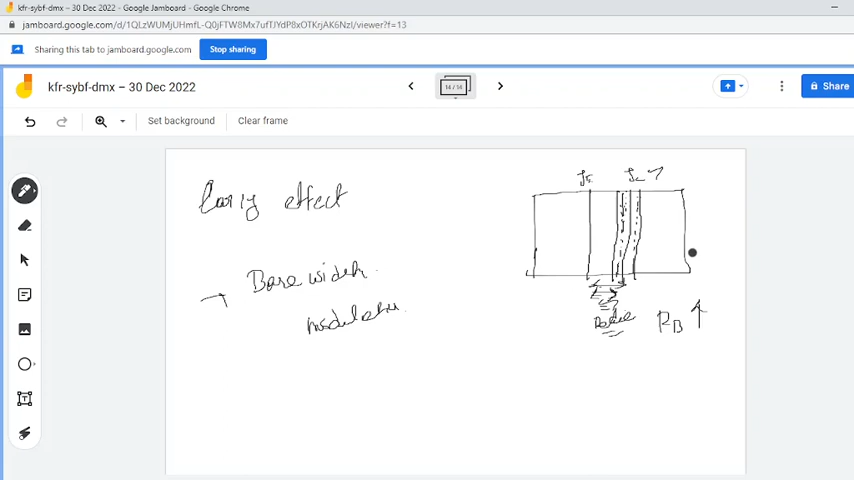 kfr-sybf-dmx – 30 Dec 2022 - Google Jamboard - Google Chrome
jamboard.google.com/d/1QLzWUMjUHmfL-Q0jFTW8Mx7ufTJYdP8xOTKrjAK6NzI/viewer?f=13
Sharing this tab to jamboard.google.com
Stop sharing
kfr-sybf-dmx – 30 Dec 2022
14 / 14
Share
Set background
Clear frame
Early effect
→ Base width
modulation
RB ↑